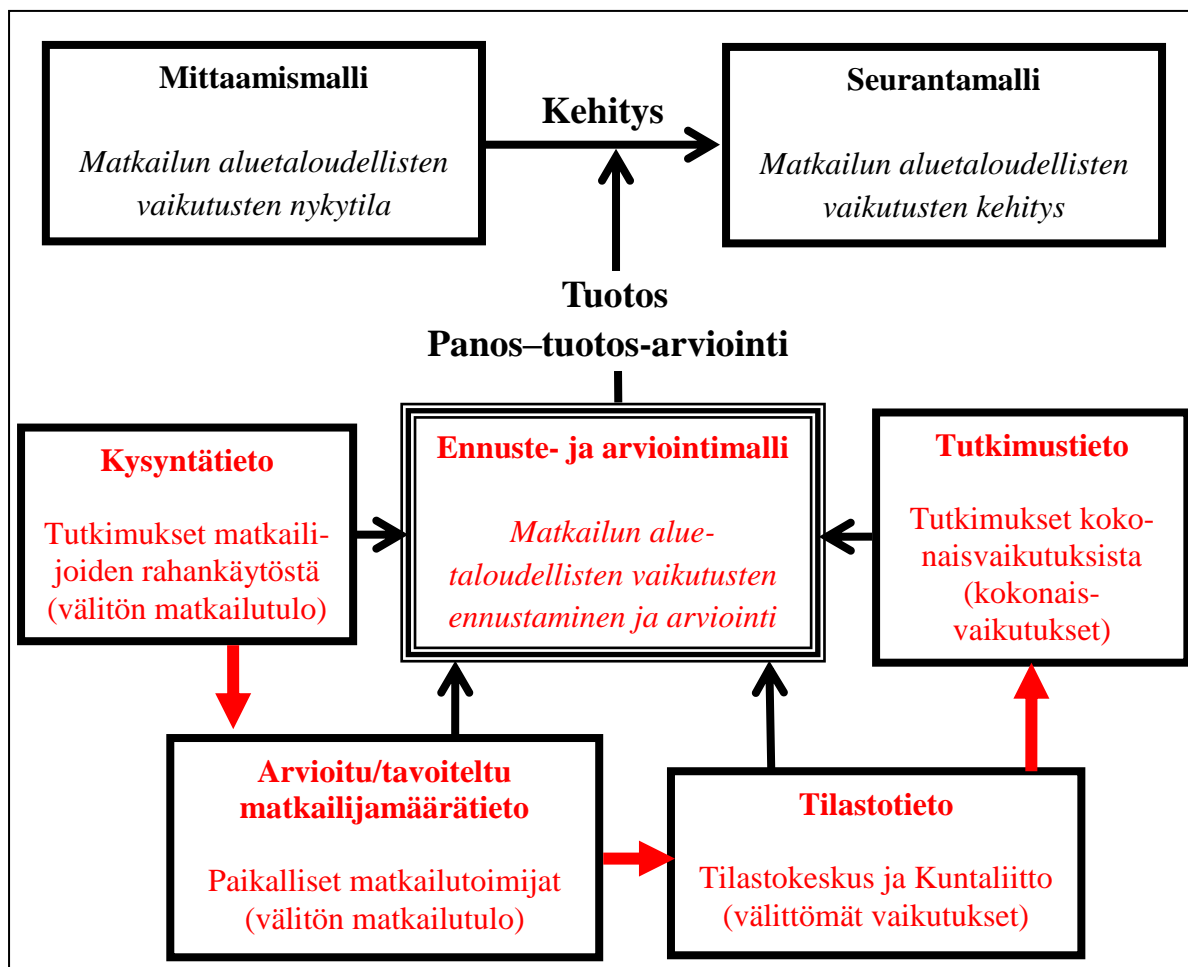 Mittaamismalli
Matkailun aluetaloudellisten
vaikutusten nykytila
Kehitys
Seurantamalli
Matkailun aluetaloudellisten
vaikutusten kehitys
Tuotos
Panos–tuotos-arviointi
Kysyntätieto
Tutkimukset matkaili-
joiden rahankäytöstä
(välitön matkailutulo)
Ennuste- ja arviointimalli
Matkailun alue-
taloudellisten vaikutusten
ennustaminen ja arviointi
Tutkimustieto
Tutkimukset koko-
naisvaikutuksista
(kokonais-
vaikutukset)
Arvioitu/tavoiteltu
matkailijamäärätieto
Paikalliset matkailutoimijat
(välitön matkailutulo)
Tilastotieto
Tilastokeskus ja Kuntaliitto
(välittömät vaikutukset)